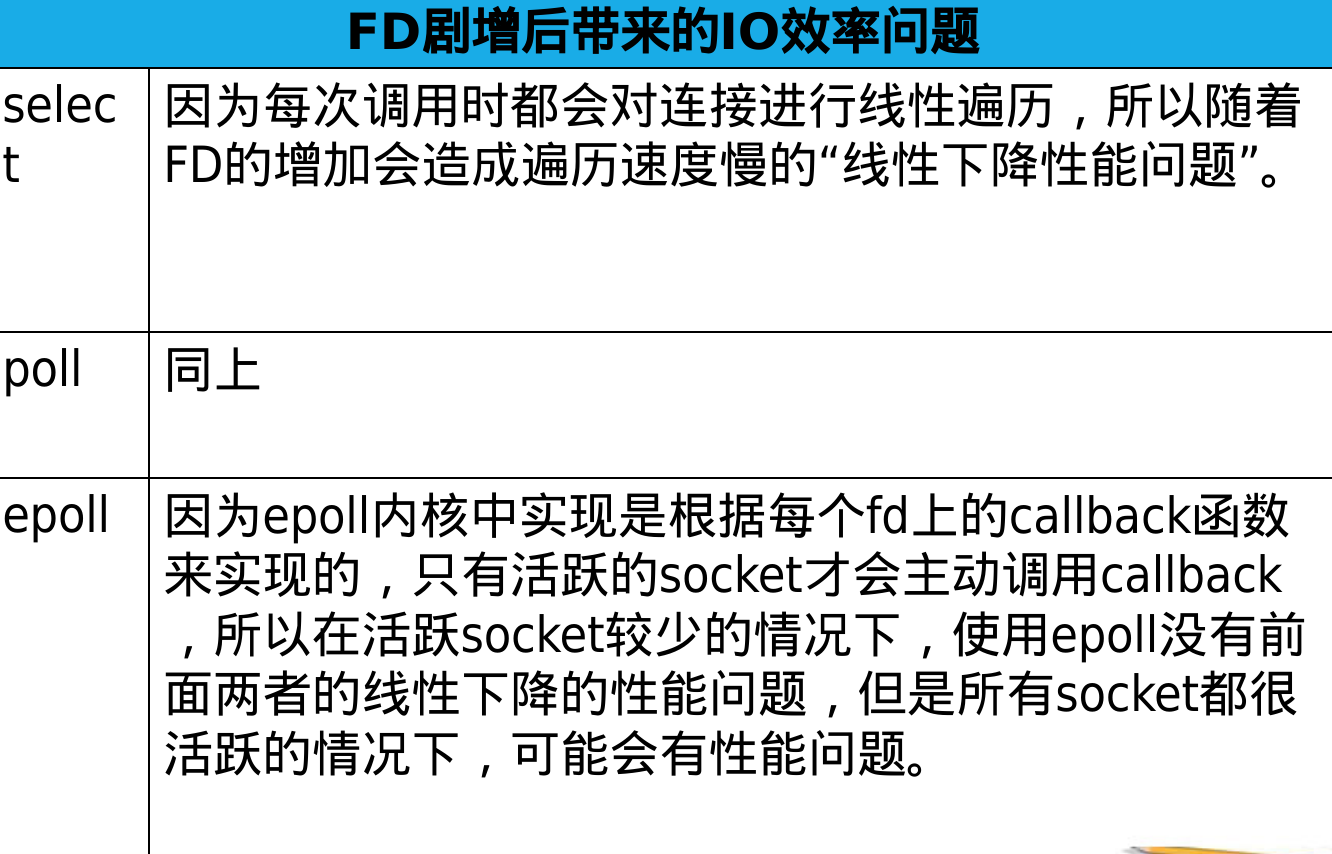 FD剧增后带来的IO效率问题
selec
t
因为每次调用时都会对连接进行线性遍历，所以随着
FD的增加会造成遍历速度慢的“线性下降性能问题”。
poll
同上
epoll
因为epoll内核中实现是根据每个fd上的callback函数
来实现的，只有活跃的socket才会主动调用callback
，所以在活跃socket较少的情况下，使用epoll没有前
面两者的线性下降的性能问题，但是所有socket都很
活跃的情况下，可能会有性能问题。